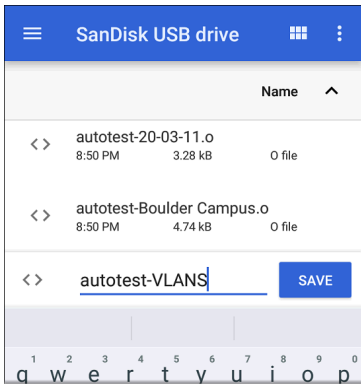 SanDisk USB drive
Name
autotest-20-03-11.o
8:50 PM 3.28 kB O file
autotest-Boulder Campus.o
8:50 PM 4.74 kB O file
autotest-VLANS SAVE
1 2 3 4 5 6 7 8 9 0
q w e r t y u i o p